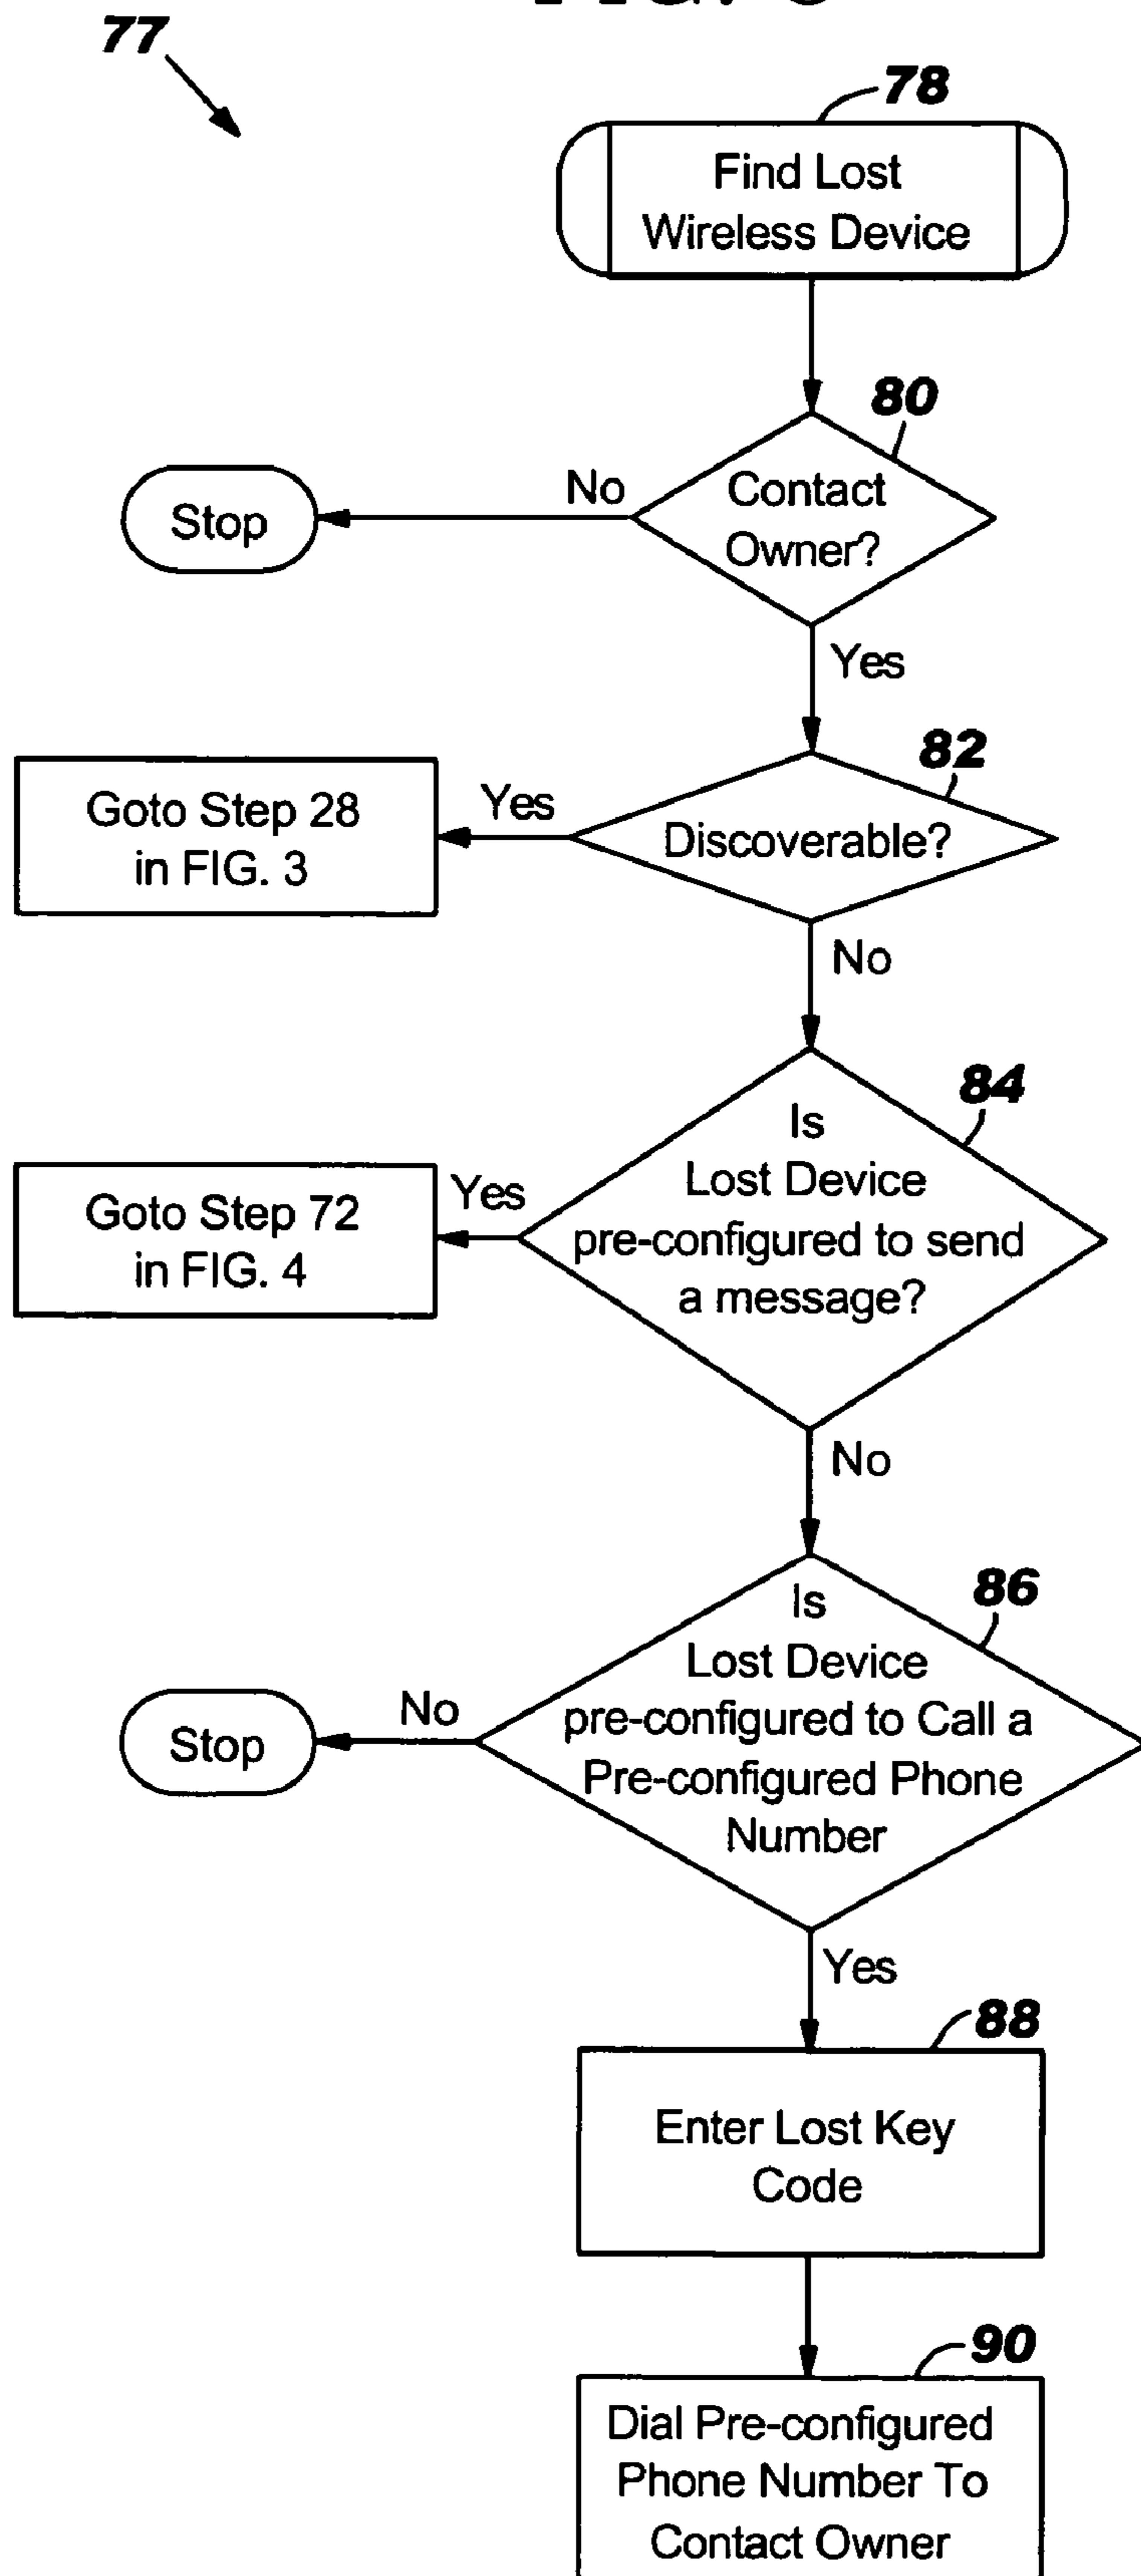 77
78
Find Lost
Wireless Device
80
Contact
Owner?
No
Stop
Yes
82
Discoverable?
Yes
Goto Step 28
in FIG. 3
No
84
Is
Lost Device
pre-configured to send
a message?
Yes
Goto Step 72
in FIG. 4
No
86
Is
Lost Device
pre-configured to Call a
Pre-configured Phone
Number
No
Stop
Yes
88
Enter Lost Key
Code
90
Dial Pre-configured
Phone Number To
Contact Owner